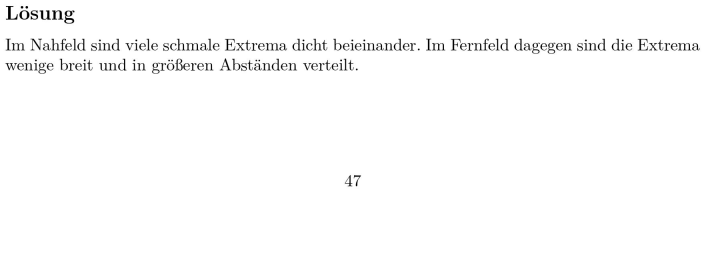 Lösung
Im Nahfeld sind viele schmale Extrema dicht beieinander. Im Fernfeld dagegen sind die Extrema
wenige breit und in größeren Abständen verteilt.
47